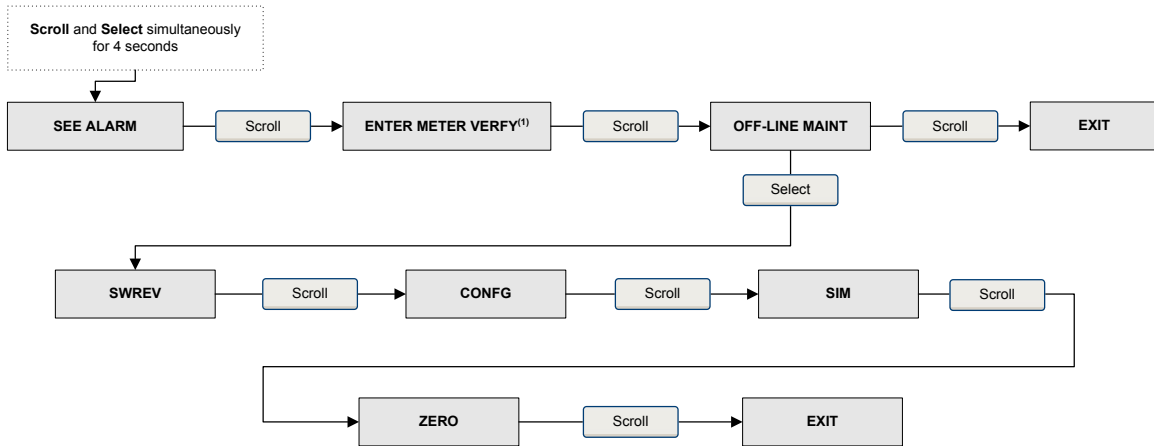 Scroll and Select simultaneously
for 4 seconds
SEE ALARM
Scroll
ENTER METER VERFY(1)
Scroll
OFF-LINE MAINT
Scroll
EXIT
Select
SWREV
Scroll
CONFG
Scroll
SIM
Scroll
ZERO
Scroll
EXIT